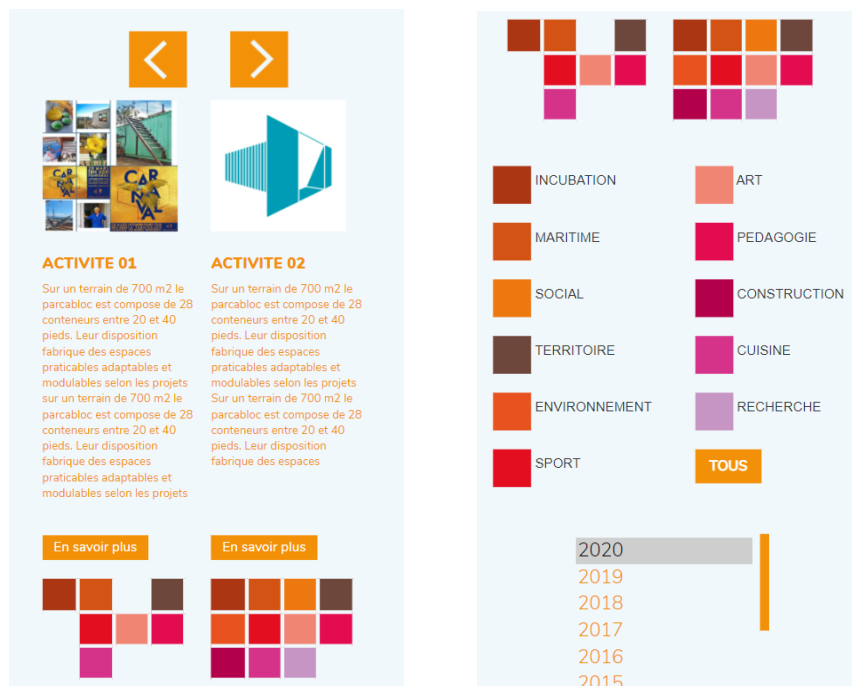 CAR
NA
VAL
CAR
NA
VAL
ACTIVITE 01
Sur un terrain de 700 m2 le
parcabloc est compose de 28
conteneurs entre 20 et 40
pieds. Leur disposition
fabrique des espaces
praticables adaptables et
modulables selon les projets
sur un terrain de 700 m2 le
parcabloc est compose de 28
conteneurs entre 20 et 40
pieds. Leur disposition
fabrique des espaces
praticables adaptables et
modulables selon les projets
En savoir plus
ACTIVITE 02
Sur un terrain de 700 m2 le
parcabloc est compose de 28
conteneurs entre 20 et 40
pieds. Leur disposition
fabrique des espaces
praticables adaptables et
modulables selon les projets
Sur un terrain de 700 m2 le
parcabloc est compose de 28
conteneurs entre 20 et 40
pieds. Leur disposition
fabrique des espaces
En savoir plus
INCUBATION
MARITIME
SOCIAL
TERRITOIRE
ENVIRONNEMENT
SPORT
ART
PEDAGOGIE
CONSTRUCTION
CUISINE
RECHERCHE
TOUS
2020
2019
2018
2017
2016
2015